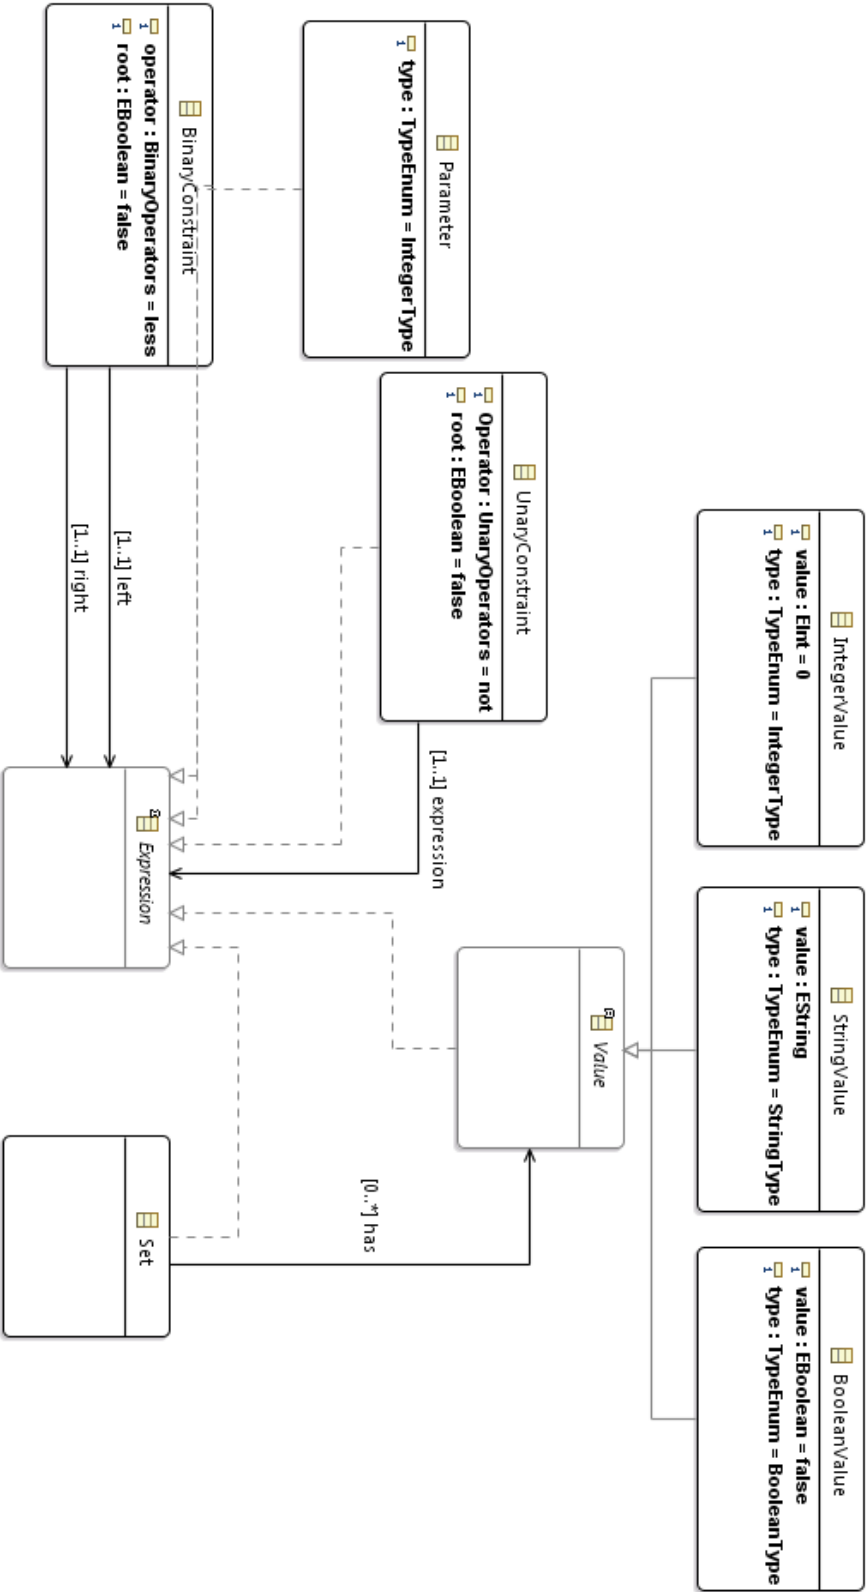 IntegerValue
value : EInt = 0
type : TypeEnum = IntegerType
StringValue
value : EString
type : TypeEnum = StringType
BooleanValue
value : EBoolean = false
type : TypeEnum = BooleanType
Value
UnaryConstraint
Operator : UnaryOperators = not
root : EBoolean = false
Parameter
type : TypeEnum = IntegerType
[1..1] expression
[0..*] has
BinaryConstraint
operator : BinaryOperators = less
root : EBoolean = false
[1..1] left
[1..1] right
Expression
Set